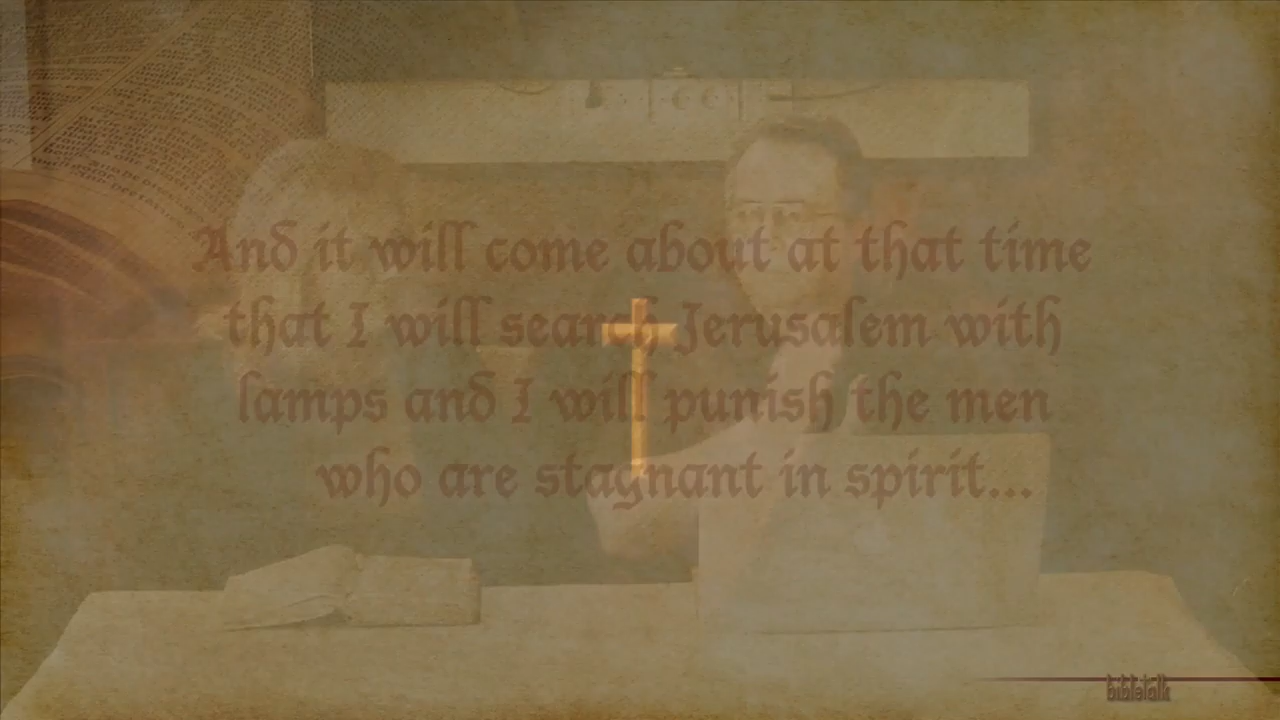 And it will come about at that time
that I will search Jerusalem with
lamps and I will punish the men
who are stagnant in spirit...
bibletalk